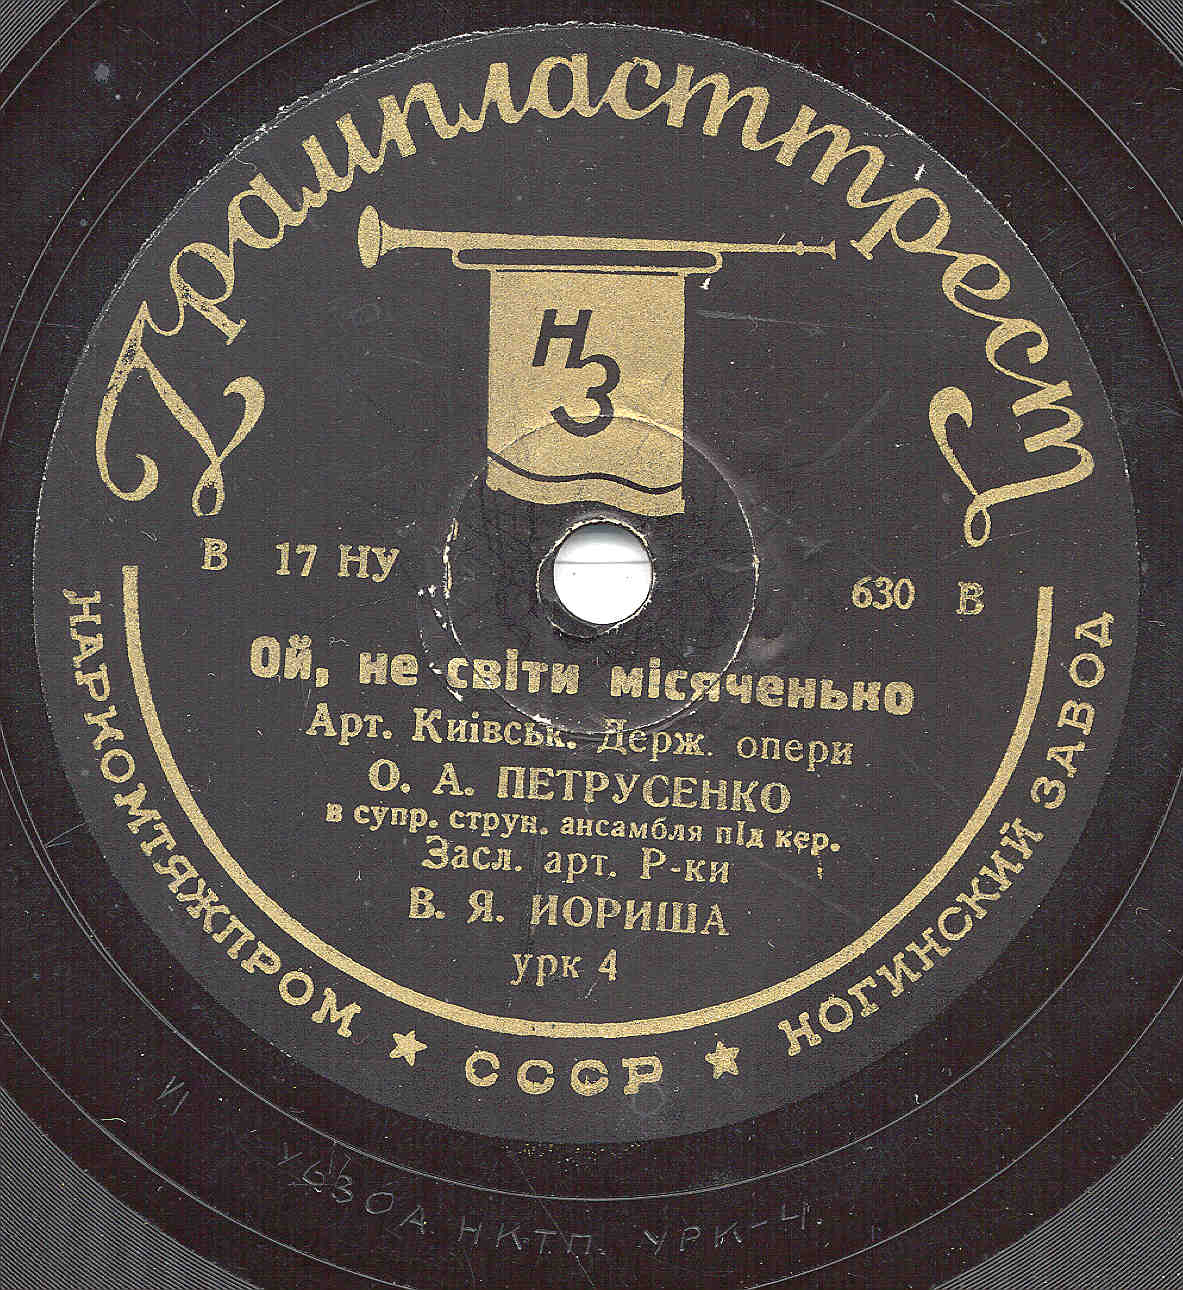 Грампласттрест
НЗ
В 17 НУ 630 В
Ой, не світи місяченько
Арт. Киівськ. Держ. опери
О. А. ПЕТРУСЕНКО
в супр. струн. ансамбля під кер.
Засл. арт. Р-ки
В. Я. ИОРИША
урк 4
НАРКОМТЯЖПРОМ ★ СССР ★ НОГИНСКИЙ ЗАВОД
НКТП УРК-4